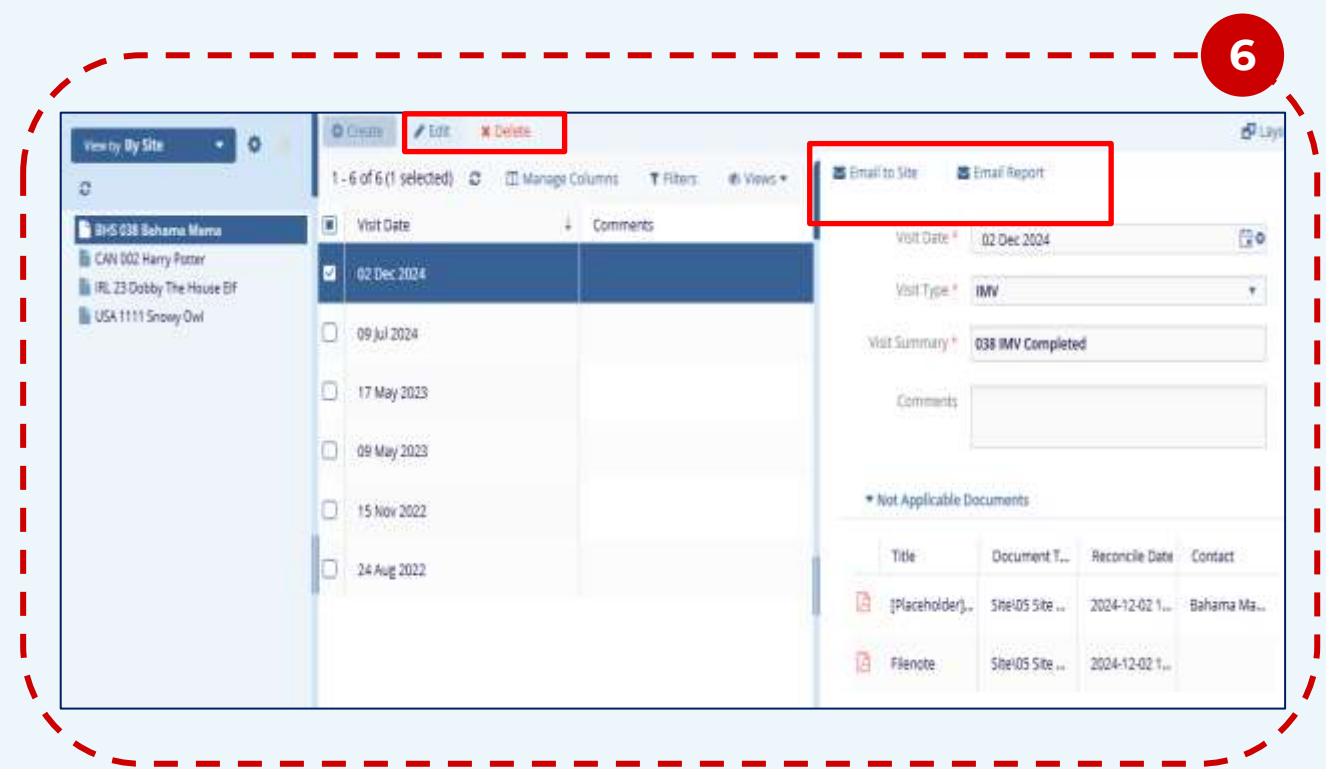 6
View by By Site
BHS 038 Bahama Mama
CAN 002 Harry Potter
IRL 23 Dobby The House Elf
USA 1111 Snowy Owl
Create Edit Delete
1 - 6 of 6 (1 selected) Manage Columns Filters Views
Visit Date Comments
02 Dec 2024
09 Jul 2024
17 May 2023
09 May 2023
15 Nov 2022
24 Aug 2022
Layo
Email to Site Email Report
Visit Date * 02 Dec 2024
Visit Type * IMV
Visit Summary * 038 IMV Completed
Comments
Not Applicable Documents
Title Document T... Reconcile Date Contact
[Placeholder]... Site\05 Site ... 2024-12-02 1... Bahama Ma...
Filenote Site\05 Site ... 2024-12-02 1...